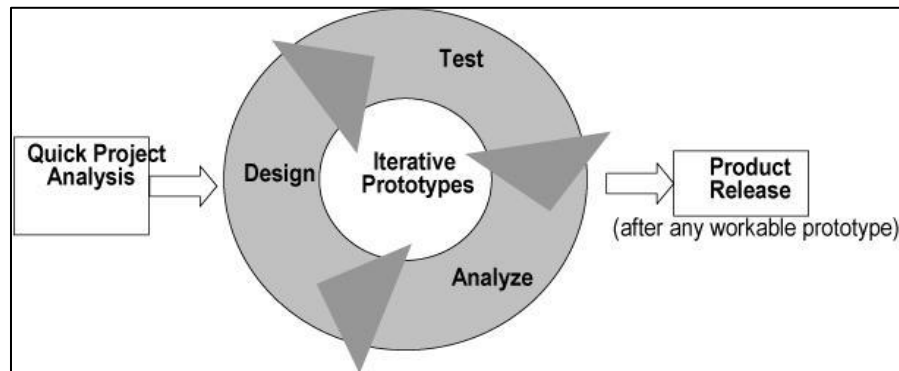 Quick Project
Analysis
Design
Test
Iterative
Prototypes
Analyze
Product
Release
(after any workable prototype)